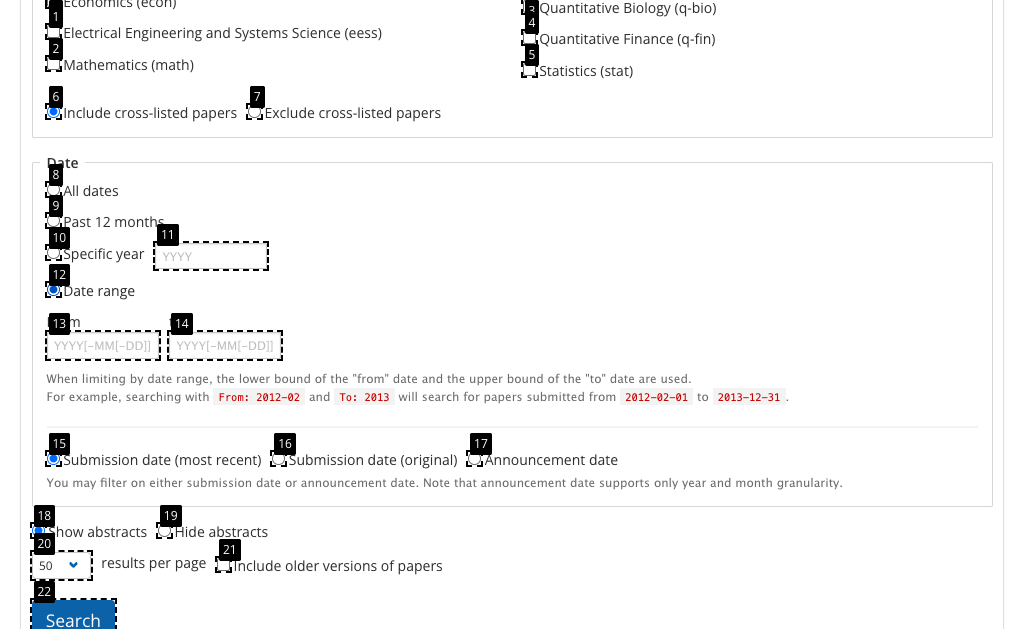 Economics (econ)
1
Electrical Engineering and Systems Science (eess)
2
Mathematics (math)
3
Quantitative Biology (q-bio)
4
Quantitative Finance (q-fin)
5
Statistics (stat)
6
Include cross-listed papers
7
Exclude cross-listed papers
Date
8
All dates
9
Past 12 months
10
Specific year
11
YYYY
12
Date range
13
14
YYYY[-MM[-DD]]
YYYY[-MM[-DD]]
When limiting by date range, the lower bound of the "from" date and the upper bound of the "to" date are used.
For example, searching with From: 2012-02 and To: 2013 will search for papers submitted from 2012-02-01 to 2013-12-31.
15
Submission date (most recent)
16
Submission date (original)
17
Announcement date
You may filter on either submission date or announcement date. Note that announcement date supports only year and month granularity.
18
Show abstracts
19
Hide abstracts
20
50
results per page
21
Include older versions of papers
22
Search